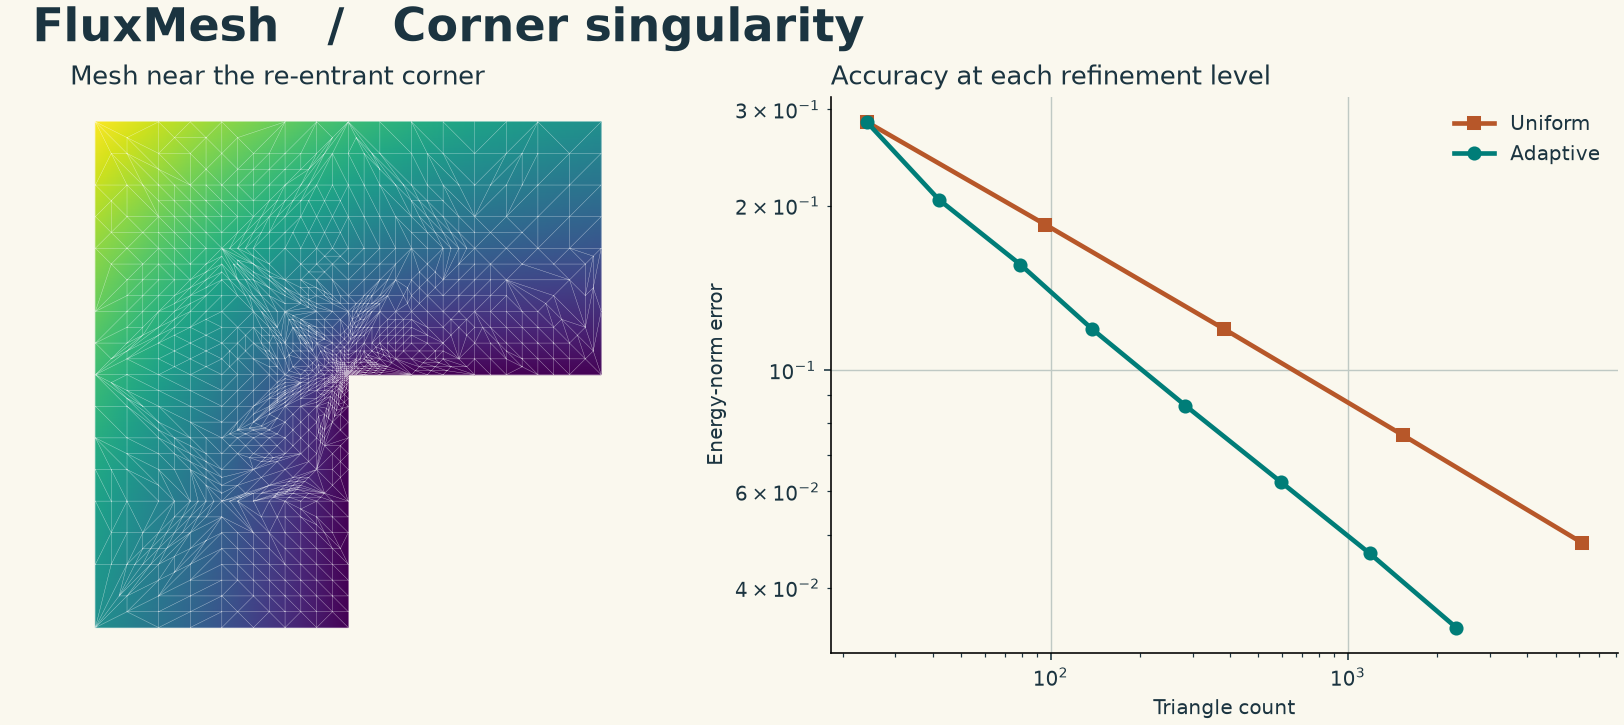 FluxMesh / Corner singularity
Mesh near the re-entrant corner
Accuracy at each refinement level
3 × 10⁻¹
2 × 10⁻¹
10⁻¹
6 × 10⁻²
4 × 10⁻²
Energy-norm error
Uniform
Adaptive
10²
10³
Triangle count